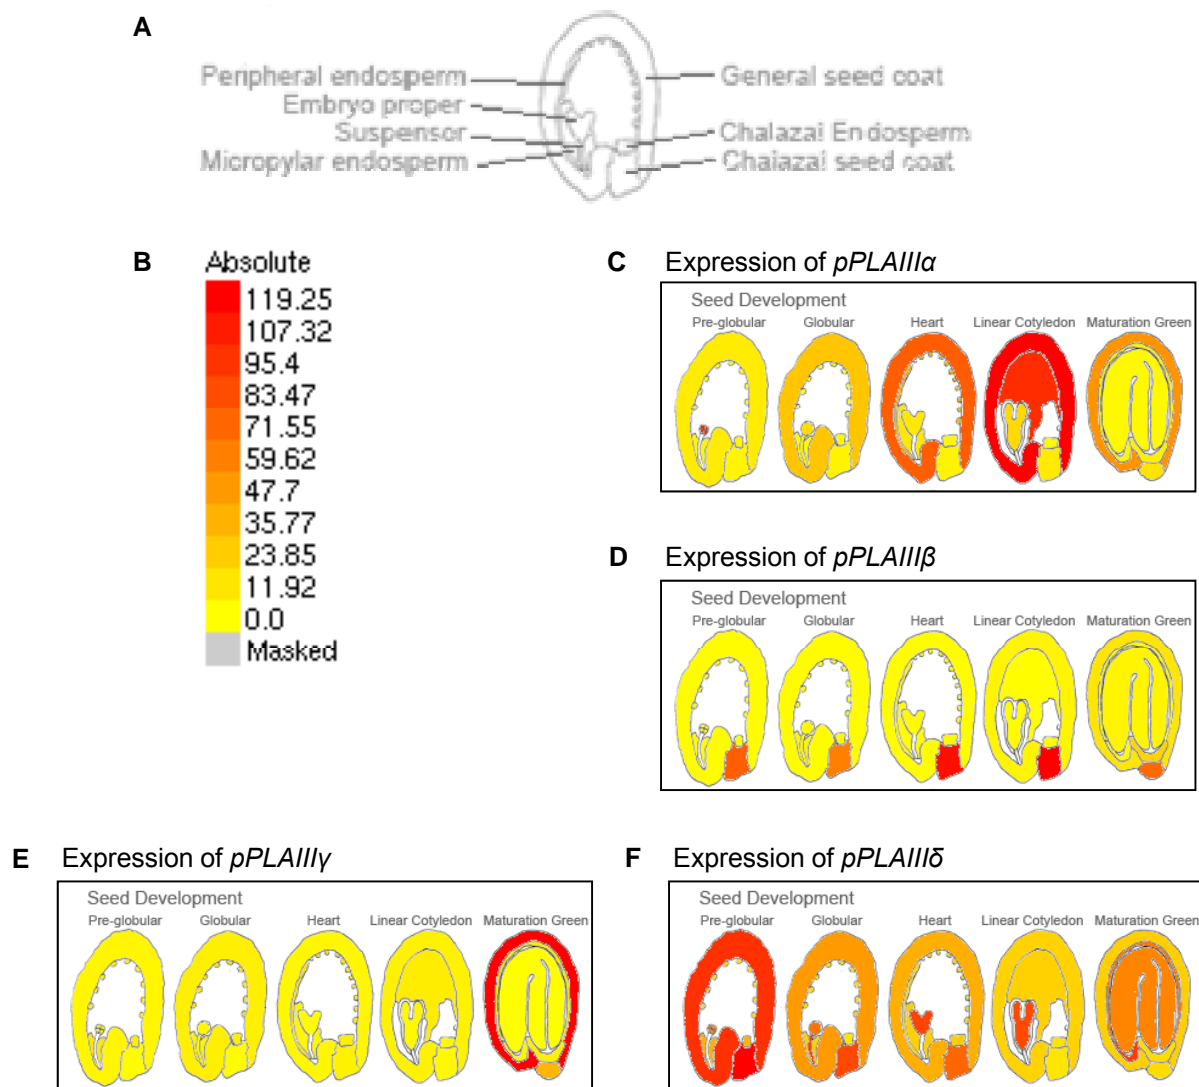 A
Peripheral endosperm
General seed coat
Embryo proper
Suspensor
Chalazal Endosperm
Micropylar endosperm
Chalazal seed coat
B
Absolute
119.25
107.32
95.4
83.47
71.55
59.62
47.7
35.77
23.85
11.92
0.0
Masked
C Expression of pPLAIIIα
Seed Development
Pre-globular Globular Heart Linear Cotyledon Maturation Green
D Expression of pPLAIIIβ
Seed Development
Pre-globular Globular Heart Linear Cotyledon Maturation Green
E Expression of pPLAIIIγ
Seed Development
Pre-globular Globular Heart Linear Cotyledon Maturation Green
F Expression of pPLAIIIδ
Seed Development
Pre-globular Globular Heart Linear Cotyledon Maturation Green